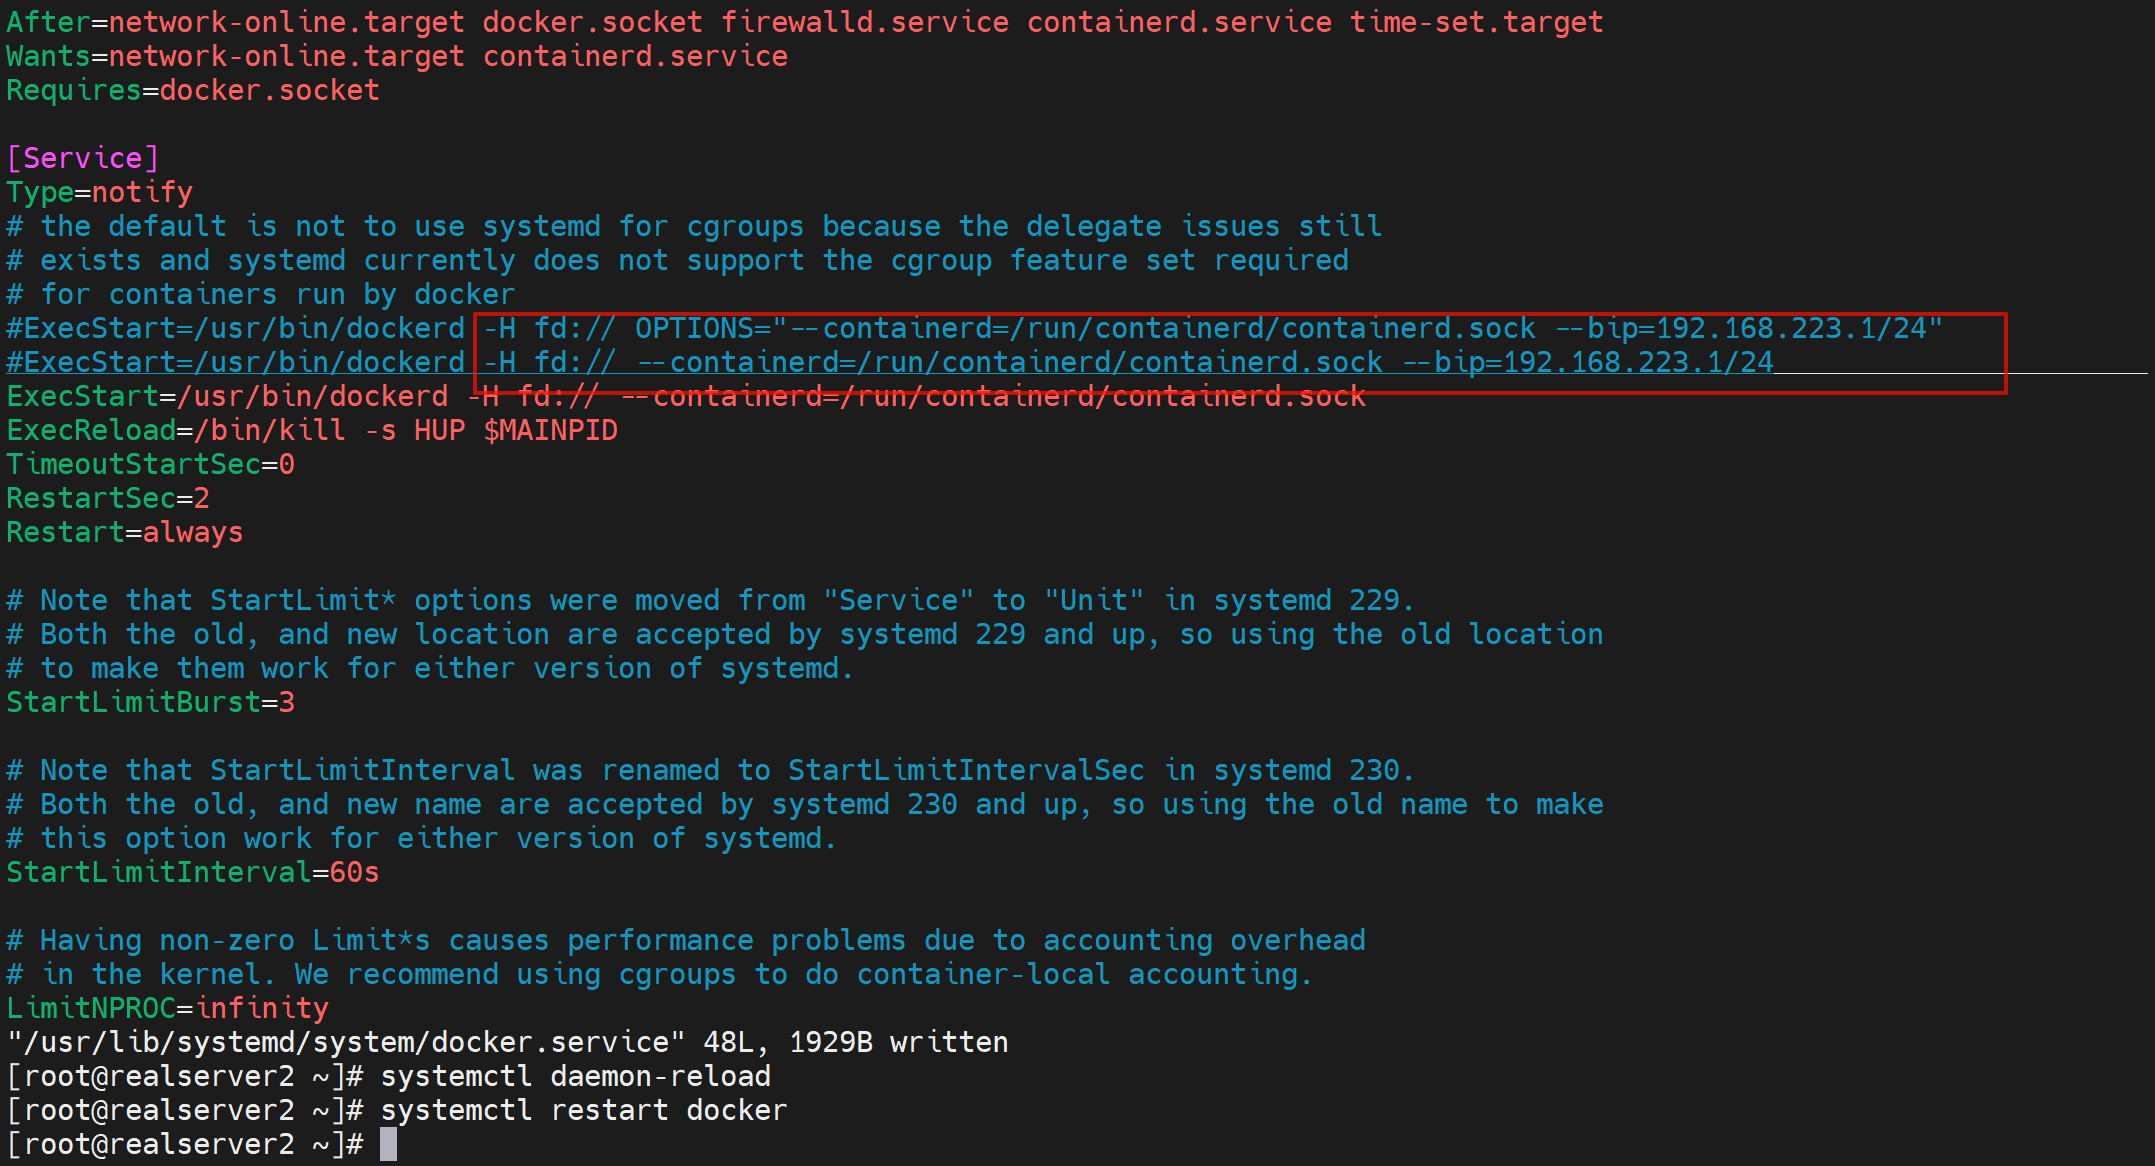 After=network-online.target docker.socket firewalld.service containerd.service time-set.target
Wants=network-online.target containerd.service
Requires=docker.socket

[Service]
Type=notify
# the default is not to use systemd for cgroups because the delegate issues still
# exists and systemd currently does not support the cgroup feature set required
# for containers run by docker
#ExecStart=/usr/bin/dockerd -H fd:// OPTIONS="--containerd=/run/containerd/containerd.sock --bip=192.168.223.1/24"
#ExecStart=/usr/bin/dockerd -H fd:// --containerd=/run/containerd/containerd.sock --bip=192.168.223.1/24
ExecStart=/usr/bin/dockerd -H fd:// --containerd=/run/containerd/containerd.sock
ExecReload=/bin/kill -s HUP $MAINPID
TimeoutStartSec=0
RestartSec=2
Restart=always

# Note that StartLimit* options were moved from "Service" to "Unit" in systemd 229.
# Both the old, and new location are accepted by systemd 229 and up, so using the old location
# to make them work for either version of systemd.
StartLimitBurst=3

# Note that StartLimitInterval was renamed to StartLimitIntervalSec in systemd 230.
# Both the old, and new name are accepted by systemd 230 and up, so using the old name to make
# this option work for either version of systemd.
StartLimitInterval=60s

# Having non-zero Limit*s causes performance problems due to accounting overhead
# in the kernel. We recommend using cgroups to do container-local accounting.
LimitNPROC=infinity
"/usr/lib/systemd/system/docker.service" 48L, 1929B written
[root@realserver2 ~]# systemctl daemon-reload
[root@realserver2 ~]# systemctl restart docker
[root@realserver2 ~]#